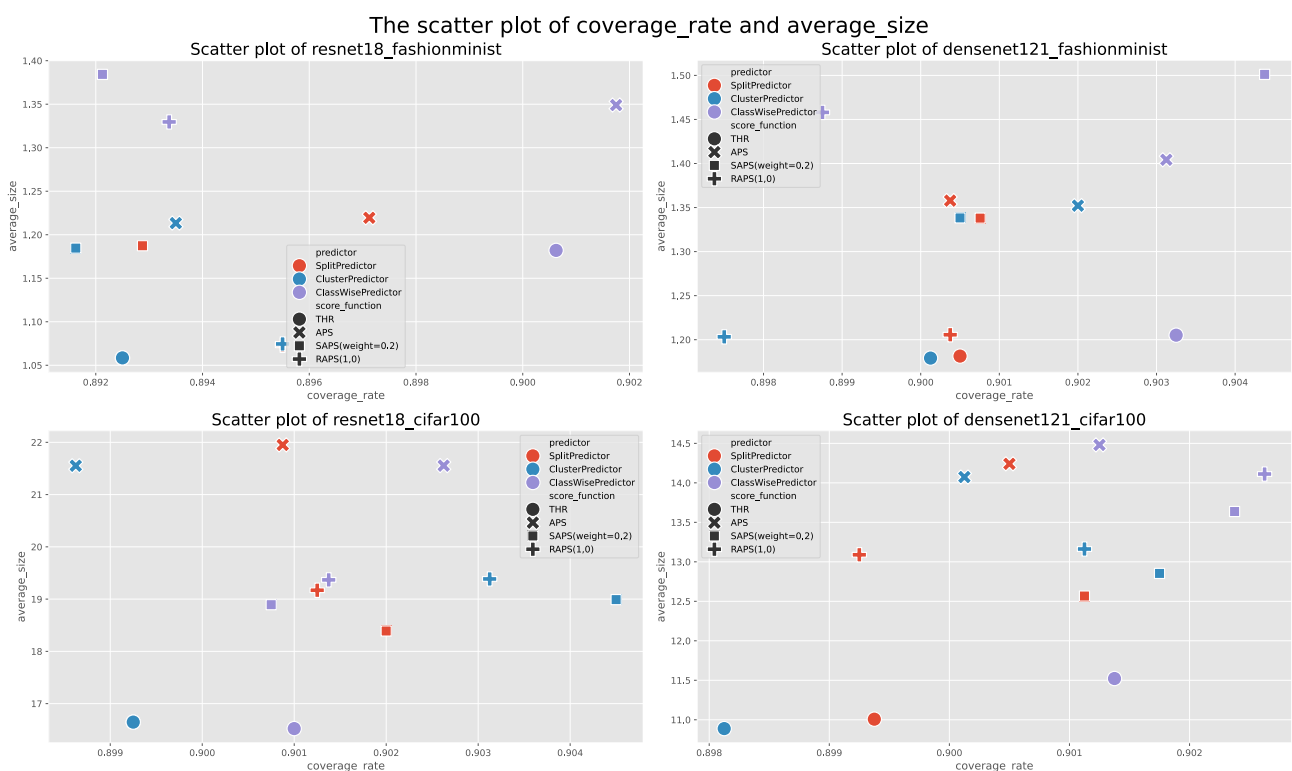 The scatter plot of coverage_rate and average_size
Scatter plot of resnet18_fashionminist
1,40
1,35
1,30
1,25
1,20
1,15
1,10
1,05
average_size
0.892
0.894
0.896
0.898
0.900
0.902
coverage_rate
predictor
SplitPredictor
ClusterPredictor
ClassWisePredictor
score_function
THR
APS
SAPS(weight=0.2)
RAPS(1,0)
Scatter plot of densenet121_fashionminist
1,50
1,45
1,40
1,35
1,30
1,25
1,20
average_size
0.898
0.899
0.900
0.901
0.902
0.903
0.904
coverage_rate
predictor
SplitPredictor
ClusterPredictor
ClassWisePredictor
score_function
THR
APS
SAPS(weight=0.2)
RAPS(1,0)
Scatter plot of resnet18_cifar100
22
21
20
19
18
17
average_size
0.899
0.900
0.901
0.902
0.903
0.904
coverage_rate
predictor
SplitPredictor
ClusterPredictor
ClassWisePredictor
score_function
THR
APS
SAPS(weight=0,2)
RAPS(1,0)
Scatter plot of densenet121_cifar100
14,5
14,0
13,5
13,0
12,5
12,0
11,5
11,0
average_size
0.898
0.899
0.900
0.901
0.902
coverage_rate
predictor
SplitPredictor
ClusterPredictor
ClassWisePredictor
score_function
THR
APS
SAPS(weight=0,2)
RAPS(1,0)